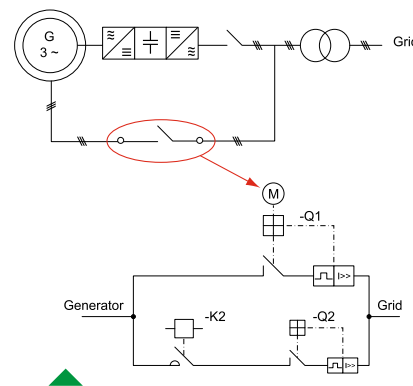 G
3 ~
Grid
M
-Q1
I>>
Generator
-K2
-Q2
Grid
I>>